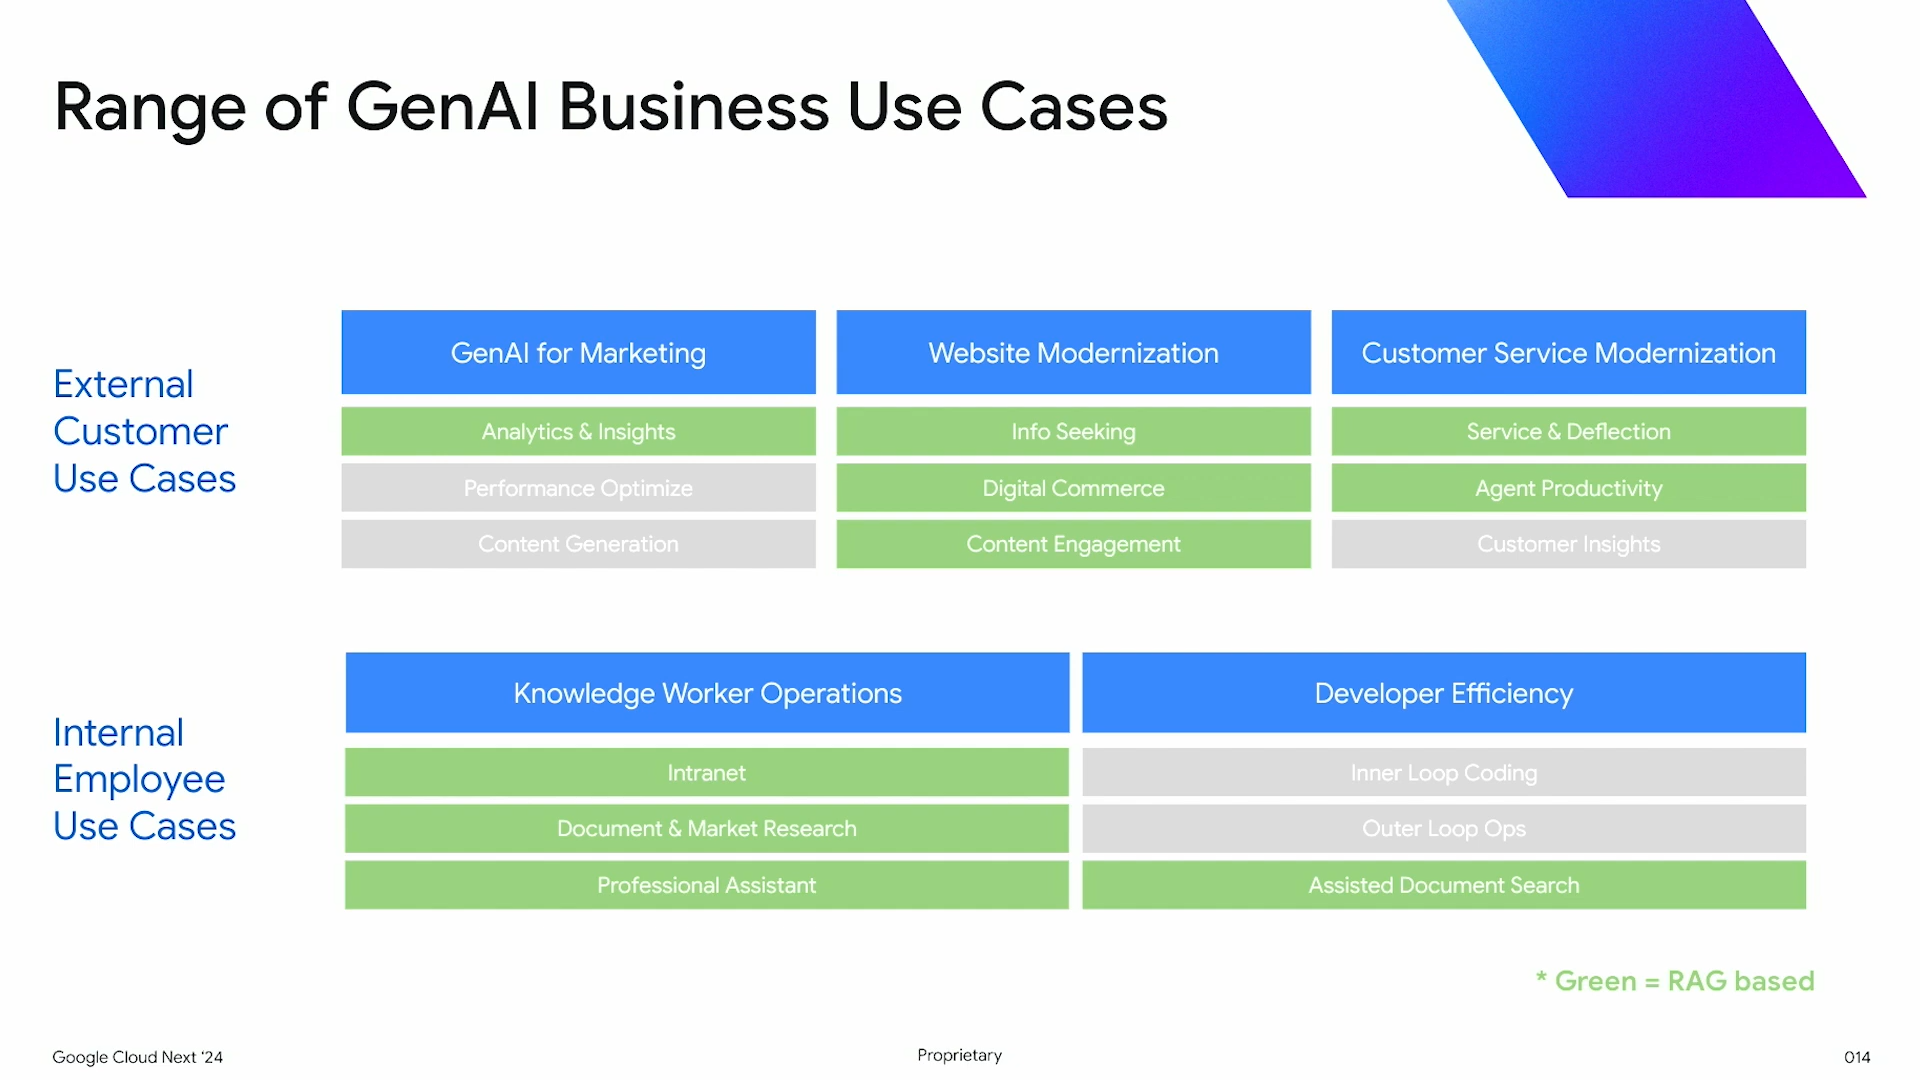 Range of GenAI Business Use Cases
External
Customer
Use Cases
GenAI for Marketing
Analytics & Insights
Performance Optimize
Content Generation
Website Modernization
Info Seeking
Digital Commerce
Content Engagement
Customer Service Modernization
Service & Deflection
Agent Productivity
Customer Insights
Internal
Employee
Use Cases
Knowledge Worker Operations
Intranet
Document & Market Research
Professional Assistant
Developer Efficiency
Inner Loop Coding
Outer Loop Ops
Assisted Document Search
* Green = RAG based
Google Cloud Next ‘24
Proprietary
014